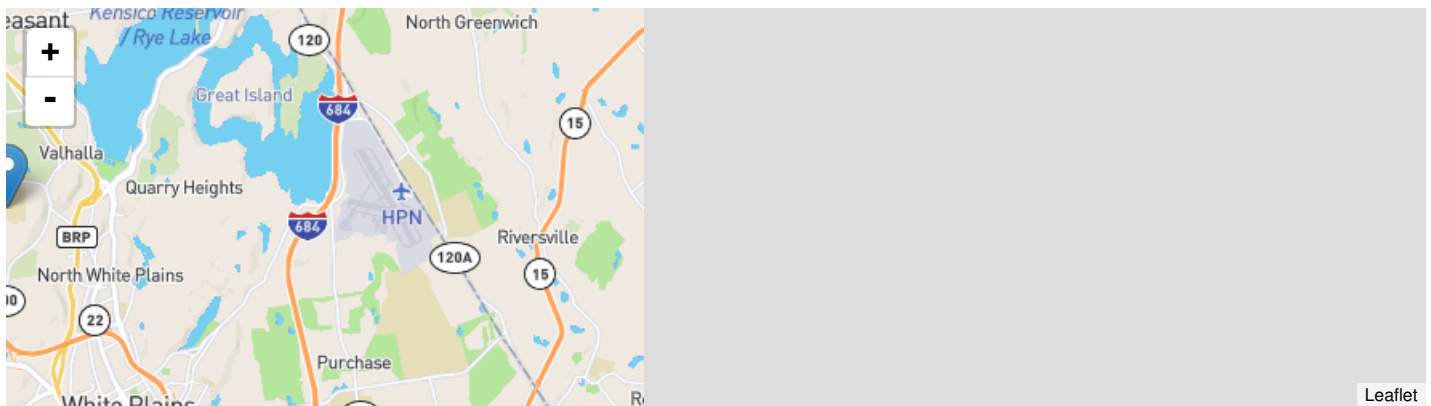 easant
Kensico Reservoir
/ Rye Lake
North Greenwich
120
+
-
Great Island
684
15
Valhalla
Quarry Heights
HPN
684
BRP
Riversville
120A
North White Plains
15
00
22
Purchase
White Plains
R
Leaflet